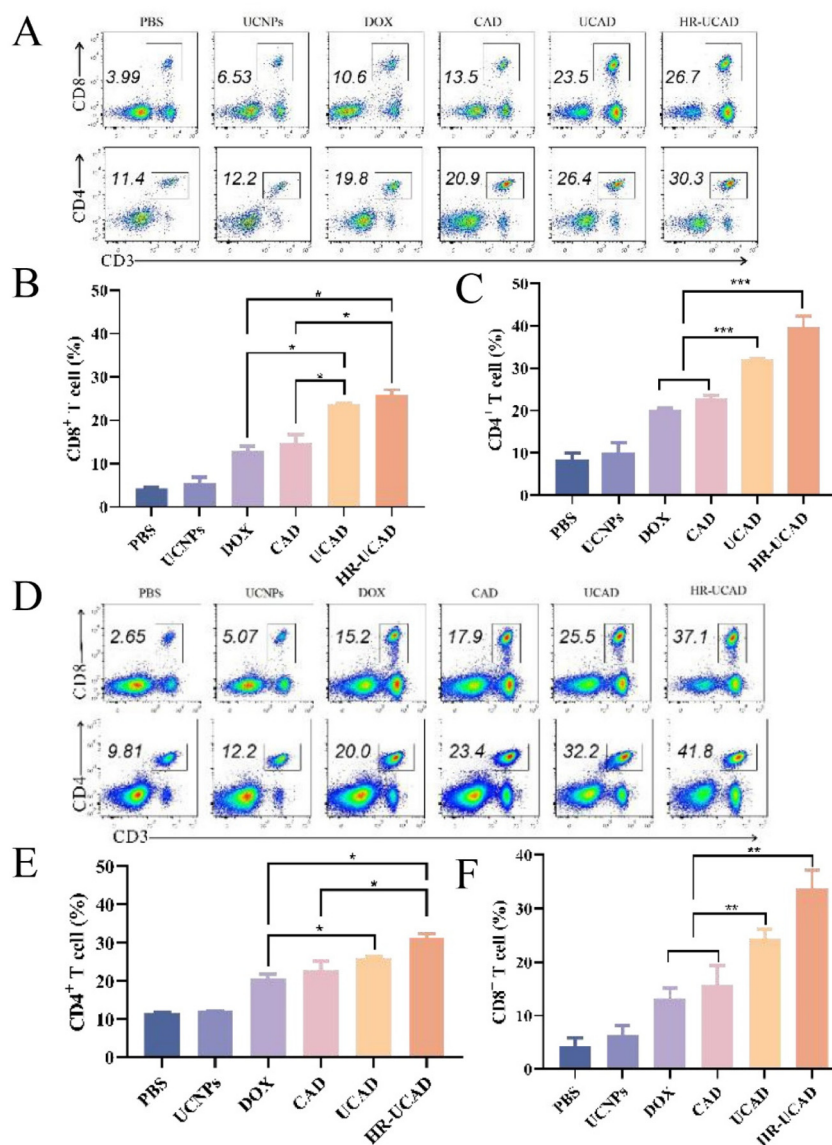 A
PBS UCNPs DOX CAD UCAD HR-UCAD
CD8
3.99 6.53 10.6 13.5 23.5 26.7
CD4
11.4 12.2 19.8 20.9 26.4 30.3
CD3
B
CD8+ T cell (%)
50
40
30
20
10
0
* * * *
PBS UCNPs DOX CAD UCAD HR-UCAD
C
CD4+ T cell (%)
50
40
30
20
10
0
*** ***
PBS UCNPs DOX CAD UCAD HR-UCAD
D
PBS UCNPs DOX CAD UCAD HR-UCAD
CD8
2.65 5.07 15.2 17.9 25.5 37.1
CD4
9.81 12.2 20.0 23.4 32.2 41.8
CD3
E
CD4+ T cell (%)
50
40
30
20
10
0
* * *
PBS UCNPs DOX CAD UCAD HR-UCAD
F
CD8+ T cell (%)
40
30
20
10
0
** **
PBS UCNPs DOX CAD UCAD HR-UCAD